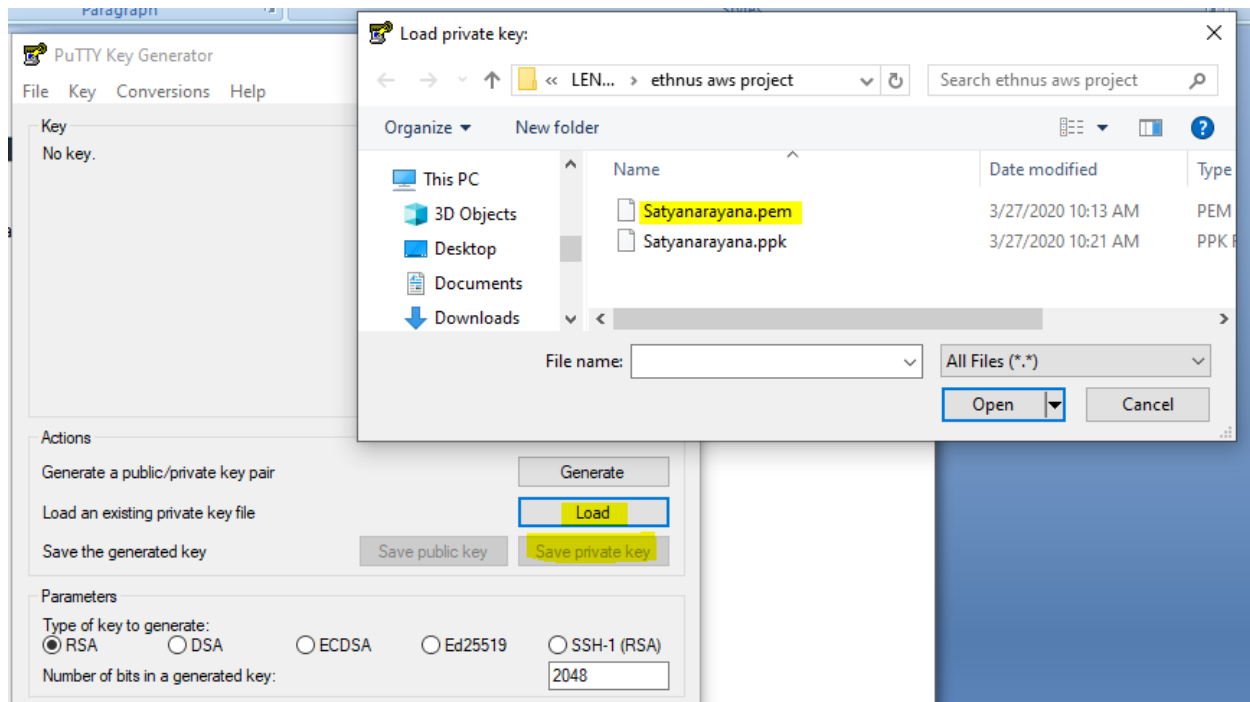 Paragraph
Styles
PuTTY Key Generator
File Key Conversions Help
Key
No key.
Load private key:
« LEN... › ethnus aws project
Search ethnus aws project
Organize New folder
This PC
3D Objects
Desktop
Documents
Downloads
Name Date modified Type
Satyanarayana.pem 3/27/2020 10:13 AM PEM
Satyanarayana.ppk 3/27/2020 10:21 AM PPK
File name:
All Files (*.*)
Open Cancel
Actions
Generate a public/private key pair Generate
Load an existing private key file Load
Save the generated key Save public key Save private key
Parameters
Type of key to generate:
RSA DSA ECDSA Ed25519 SSH-1 (RSA)
Number of bits in a generated key: 2048